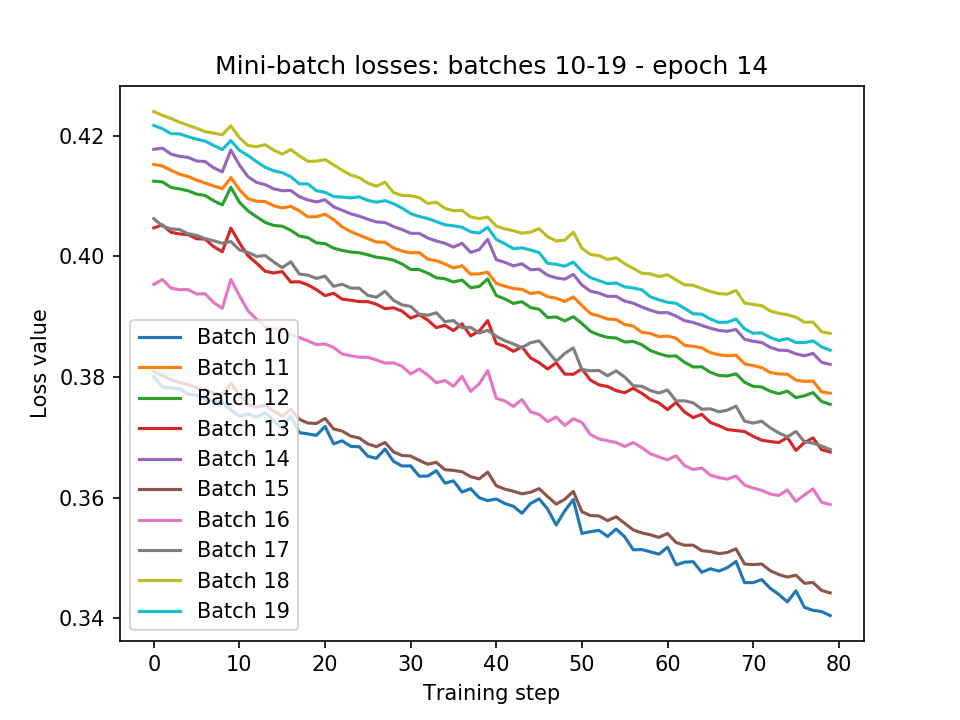 Mini-batch losses: batches 10-19 - epoch 14
Loss value
0.42
0.40
0.38
0.36
0.34
Batch 10
Batch 11
Batch 12
Batch 13
Batch 14
Batch 15
Batch 16
Batch 17
Batch 18
Batch 19
0 10 20 30 40 50 60 70 80
Training step